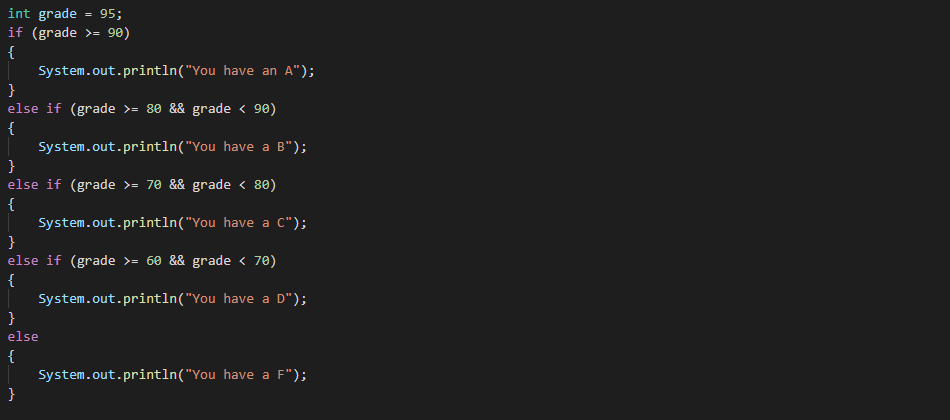 int grade = 95;
if (grade >= 90)
{
    System.out.println("You have an A");
}
else if (grade >= 80 && grade < 90)
{
    System.out.println("You have a B");
}
else if (grade >= 70 && grade < 80)
{
    System.out.println("You have a C");
}
else if (grade >= 60 && grade < 70)
{
    System.out.println("You have a D");
}
else
{
    System.out.println("You have a F");
}